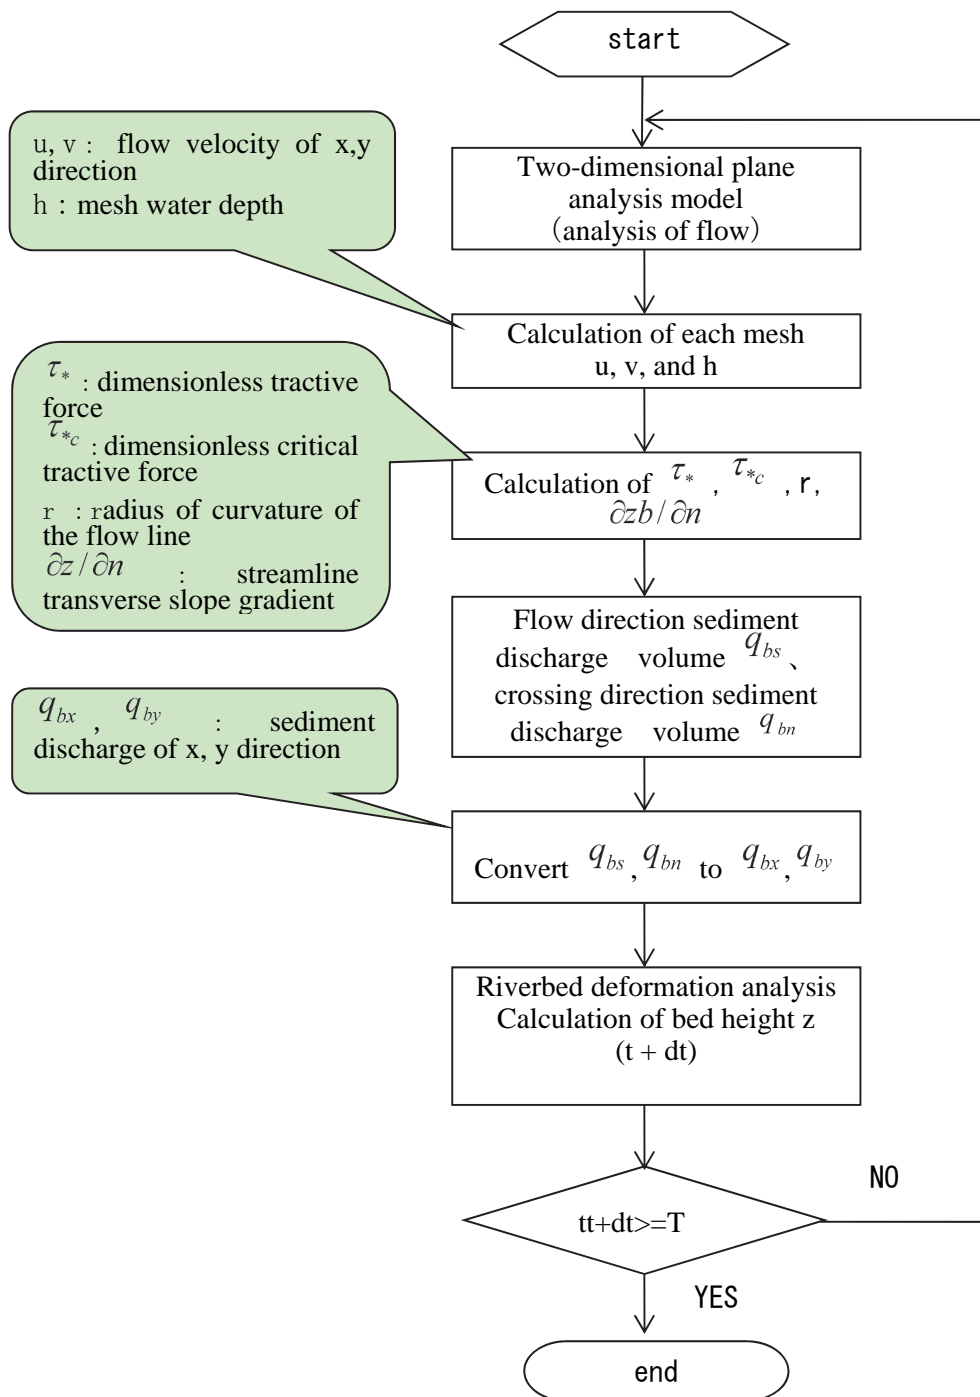 start
u, v : flow velocity of x,y
direction
h : mesh water depth
Two-dimensional plane
analysis model
(analysis of flow)
Calculation of each mesh
u, v, and h
τ* : dimensionless tractive
force
τ*c : dimensionless critical
tractive force
r : radius of curvature of
the flow line
∂z/∂n : streamline
transverse slope gradient
Calculation of τ* , τ*c , r,
∂zb/∂n
Flow direction sediment
discharge volume qbs 、
crossing direction sediment
discharge volume qbn
qbx , qby : sediment
discharge of x, y direction
Convert qbs , qbn to qbx , qby
Riverbed deformation analysis
Calculation of bed height z
(t + dt)
tt+dt>=T
NO
YES
end